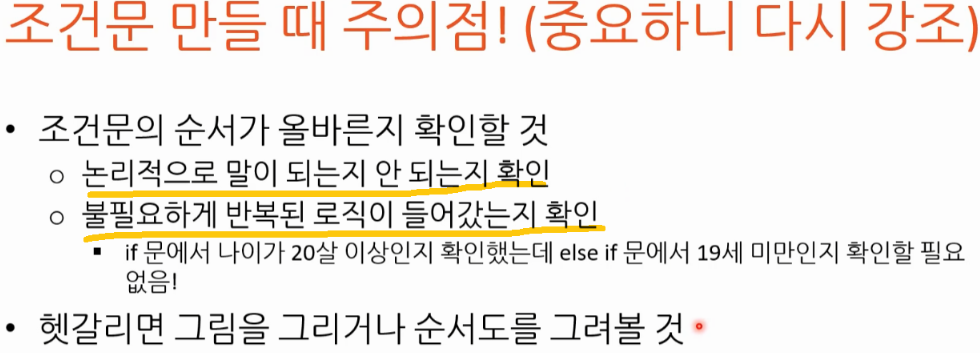 조건문 만들 때 주의점! (중요하니 다시 강조)
• 조건문의 순서가 올바른지 확인할 것
○ 논리적으로 말이 되는지 안 되는지 확인
○ 불필요하게 반복된 로직이 들어갔는지 확인
▪ if 문에서 나이가 20살 이상인지 확인했는데 else if 문에서 19세 미만인지 확인할 필요
없음!
• 헷갈리면 그림을 그리거나 순서도를 그려볼 것